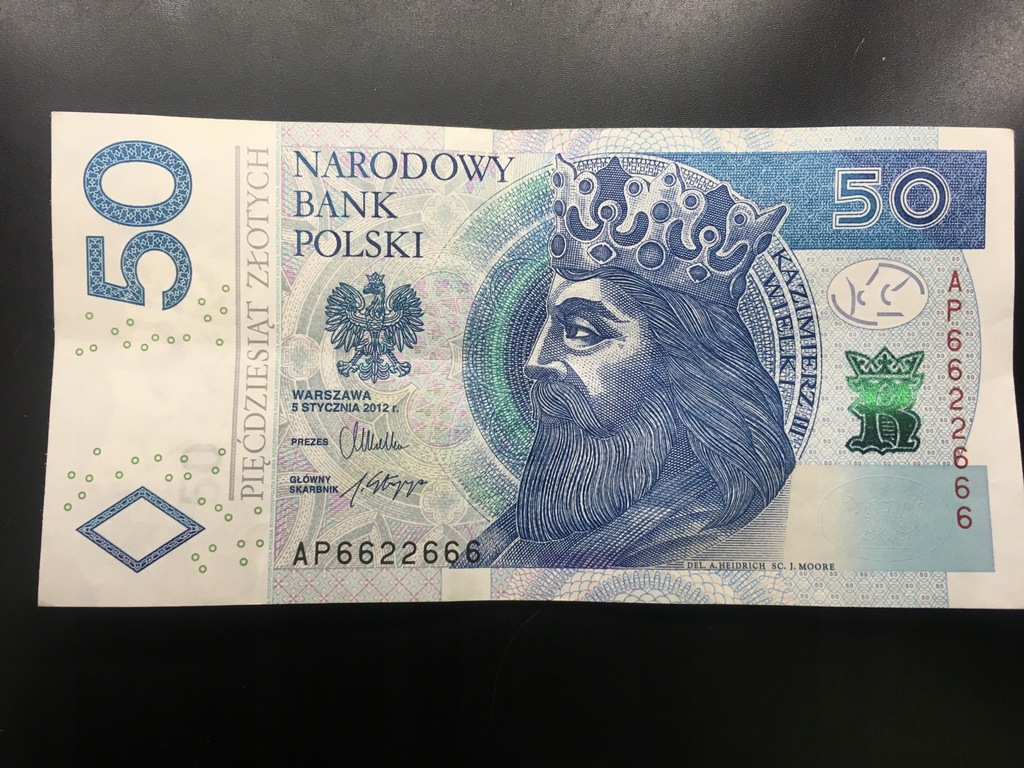 50
PIĘĆDZIESIĄT ZŁOTYCH
NARODOWY
BANK
POLSKI
WARSZAWA
5 STYCZNIA 2012 r.
PREZES
GŁÓWNY
SKARBNIK
AP6622666
KAZIMIERZ III
WIELKI
50
AP6622666
DEL. A.HEIDRICH SC. J. MOORE